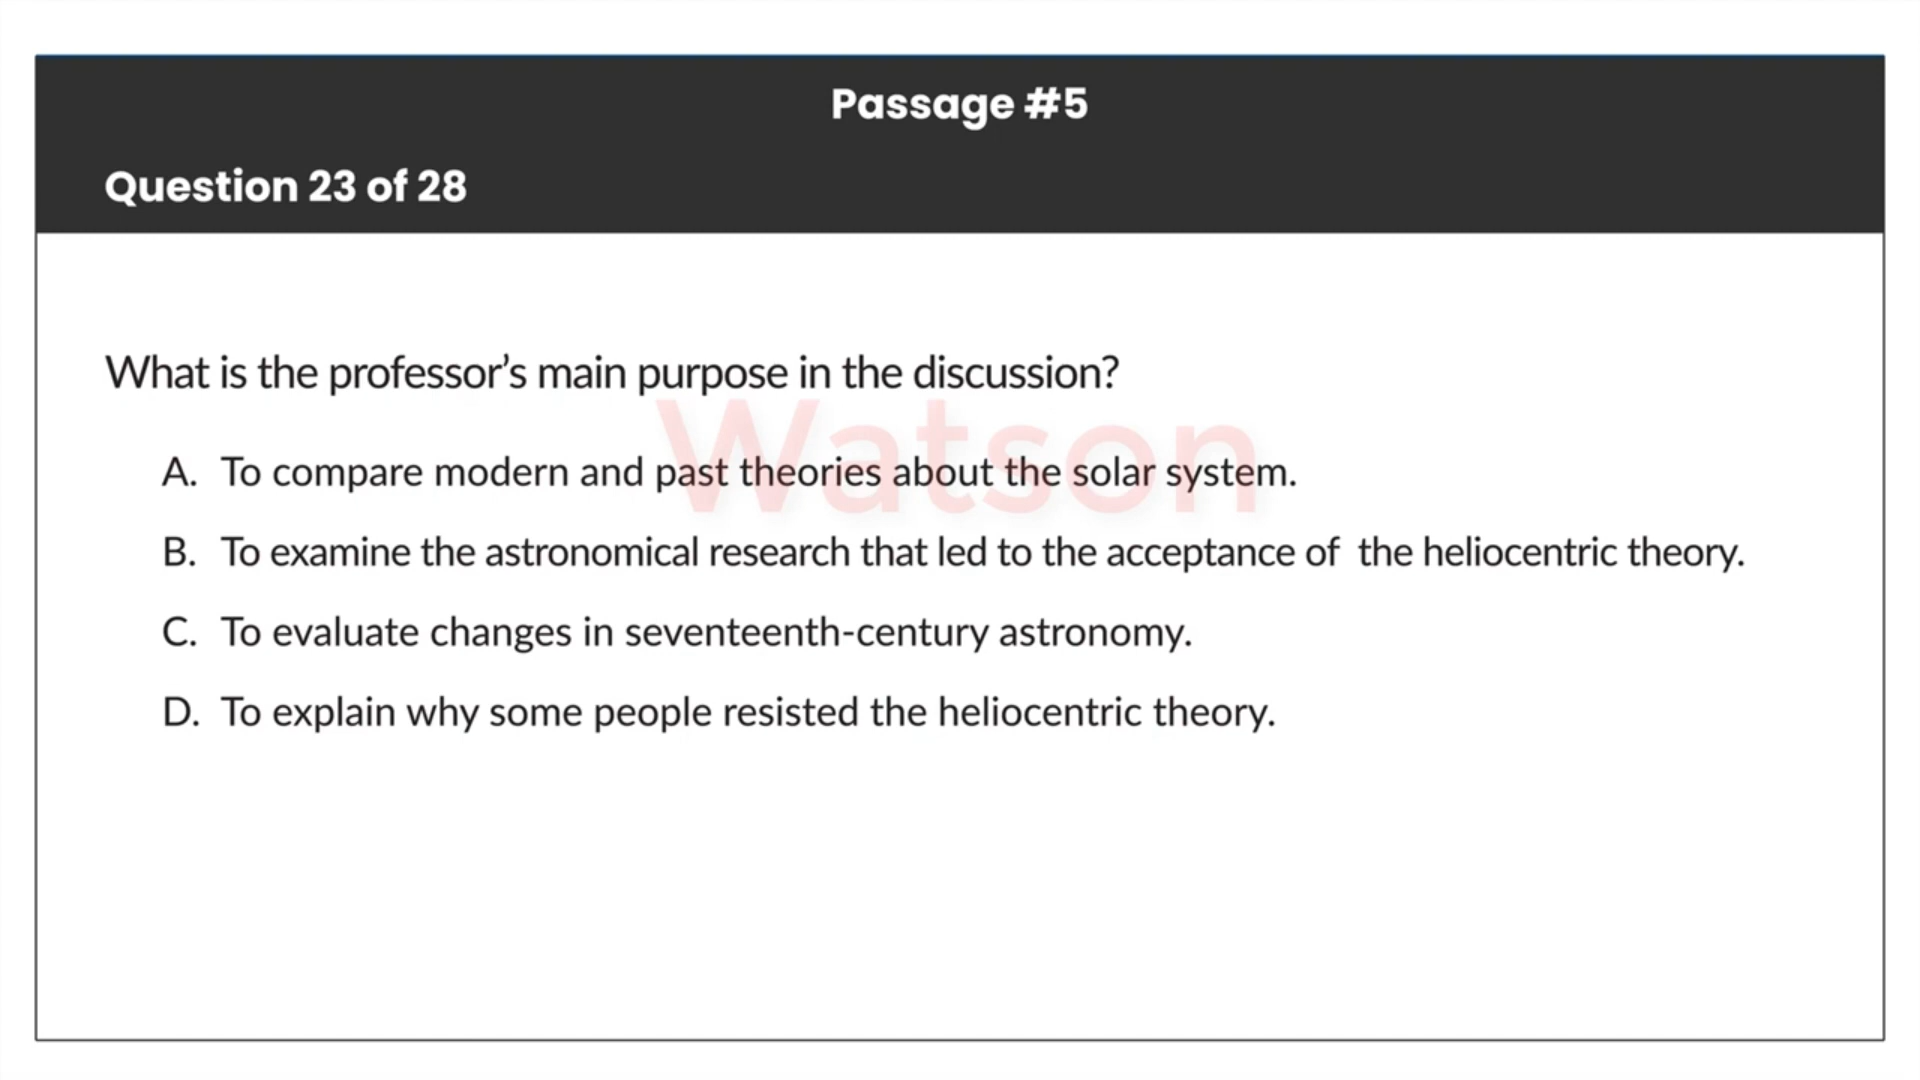 Passage #5
Question 23 of 28
What is the professor’s main purpose in the discussion?
Watson
A. To compare modern and past theories about the solar system.
B. To examine the astronomical research that led to the acceptance of  the heliocentric theory.
C. To evaluate changes in seventeenth-century astronomy.
D. To explain why some people resisted the heliocentric theory.